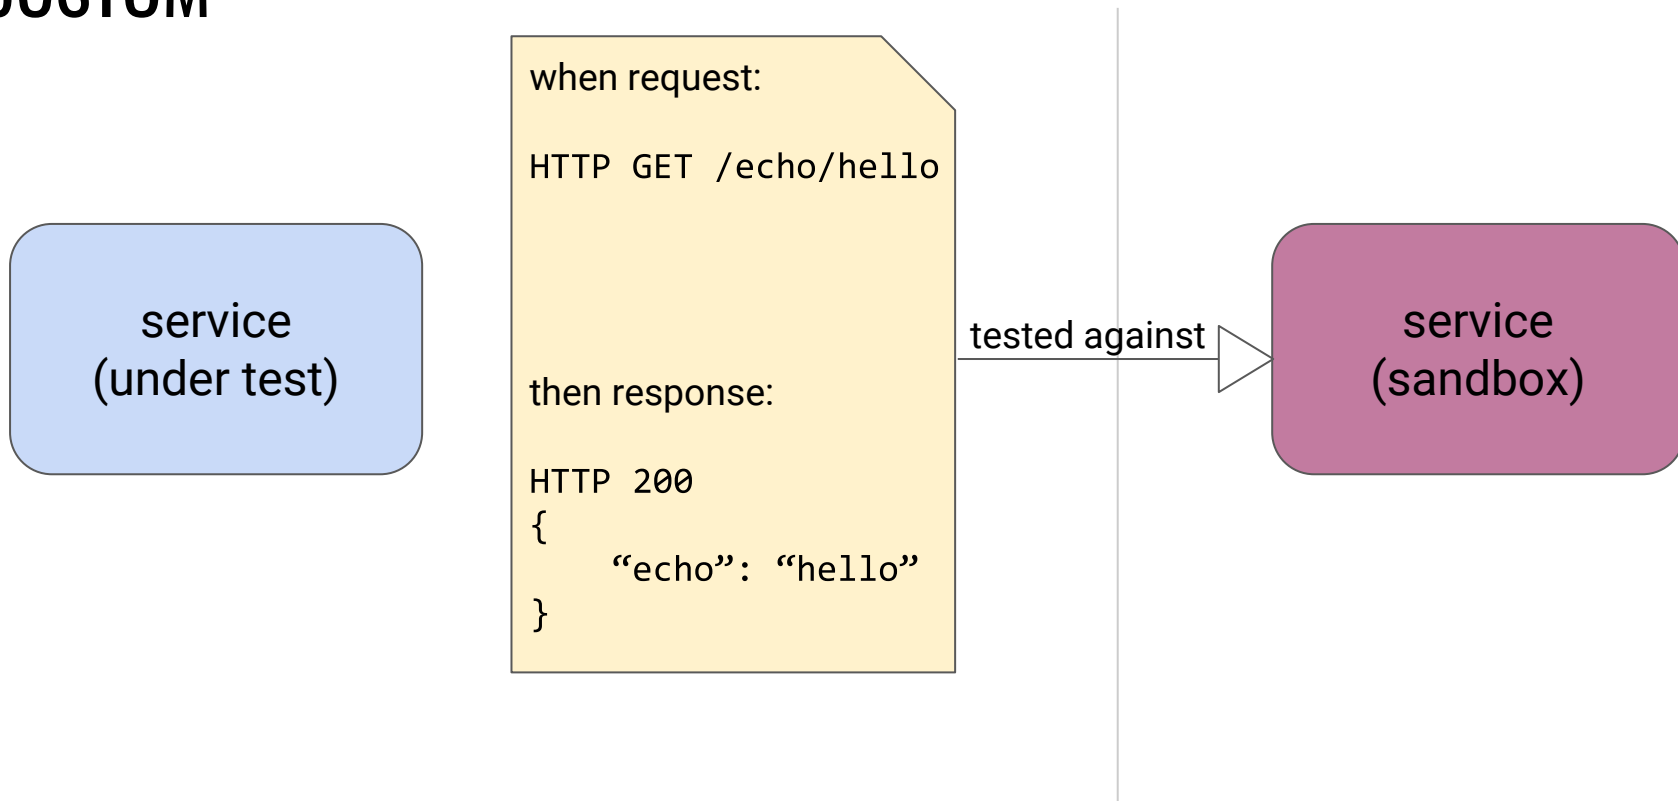 service
(under test)
when request:
HTTP GET /echo/hello
then response:
HTTP 200
{
“echo”: “hello”
}
tested against
service
(sandbox)